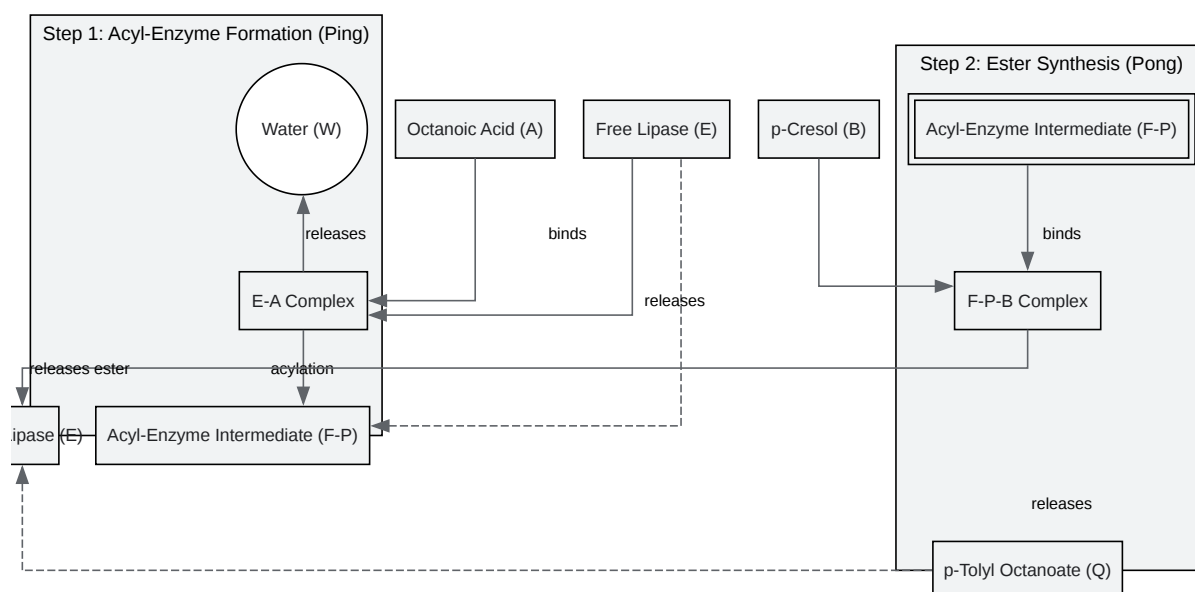 Step 1: Acyl-Enzyme Formation (Ping)
Step 2: Ester Synthesis (Pong)
Water (W)
Octanoic Acid (A)
Free Lipase (E)
p-Cresol (B)
Acyl-Enzyme Intermediate (F-P)
releases
binds
binds
E-A Complex
releases
F-P-B Complex
releases ester
acylation
(E)
Acyl-Enzyme Intermediate (F-P)
releases
p-Tolyl Octanoate (Q)